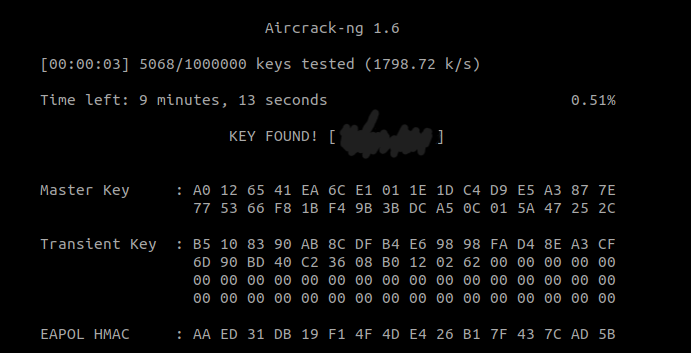 Aircrack-ng 1.6
[00:00:03] 5068/1000000 keys tested (1798.72 k/s)
Time left: 9 minutes, 13 seconds 0.51%
KEY FOUND! [ ]
Master Key : A0 12 65 41 EA 6C E1 01 1E 1D C4 D9 E5 A3 87 7E
77 53 66 F8 1B F4 9B 3B DC A5 0C 01 5A 47 25 2C
Transient Key : B5 10 83 90 AB 8C DF B4 E6 98 98 FA D4 8E A3 CF
6D 90 BD 40 C2 36 08 B0 12 02 62 00 00 00 00 00
00 00 00 00 00 00 00 00 00 00 00 00 00 00 00 00
00 00 00 00 00 00 00 00 00 00 00 00 00 00 00 00
EAPOL HMAC : AA ED 31 DB 19 F1 4F 4D E4 26 B1 7F 43 7C AD 5B